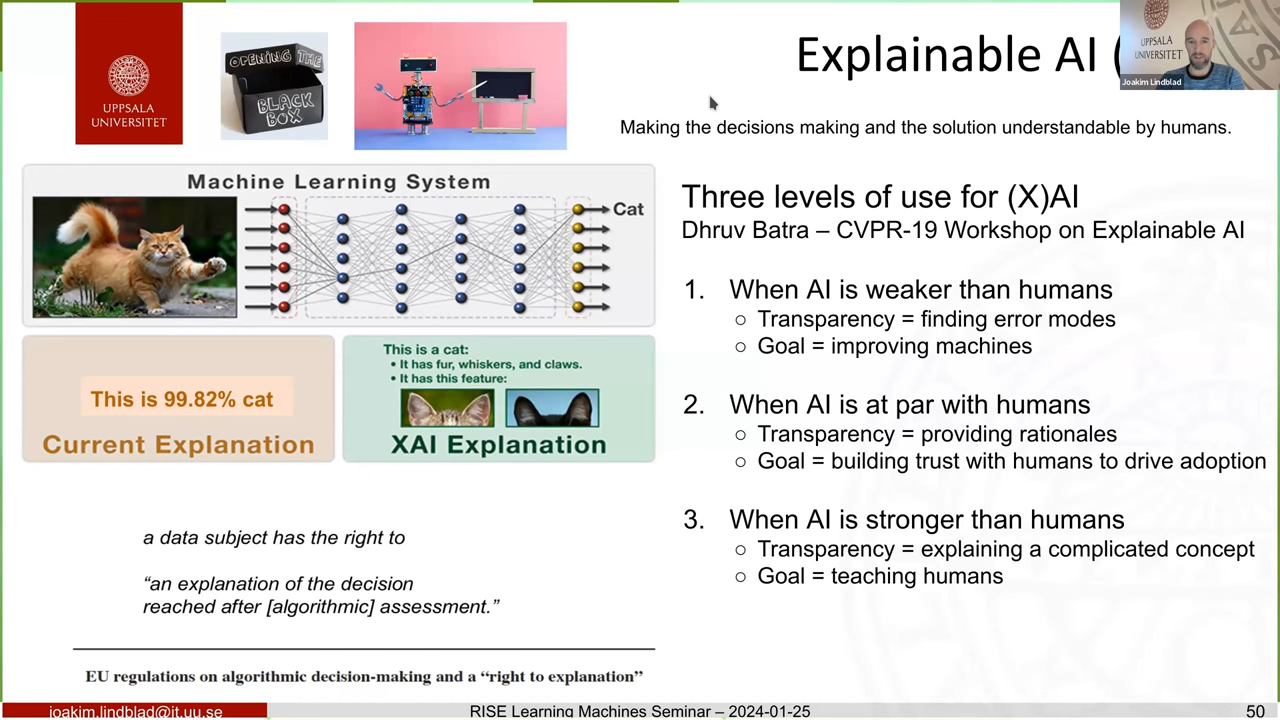 UPPSALA
UNIVERSITET
OPENING THE
BLACK
BOX
Explainable AI (
UPPSALA
UNIVERSITET
Joakim Lindblad
Making the decisions making and the solution understandable by humans.
Machine Learning System
Cat
This is 99.82% cat
Current Explanation
This is a cat:
• It has fur, whiskers, and claws.
• It has this feature:
XAI Explanation
a data subject has the right to
“an explanation of the decision
reached after [algorithmic] assessment.”
EU regulations on algorithmic decision-making and a “right to explanation”
Three levels of use for (X)AI
Dhruv Batra – CVPR-19 Workshop on Explainable AI
1. When AI is weaker than humans
○ Transparency = finding error modes
○ Goal = improving machines
2. When AI is at par with humans
○ Transparency = providing rationales
○ Goal = building trust with humans to drive adoption
3. When AI is stronger than humans
○ Transparency = explaining a complicated concept
○ Goal = teaching humans
joakim.lindblad@it.uu.se
RISE Learning Machines Seminar – 2024-01-25
50